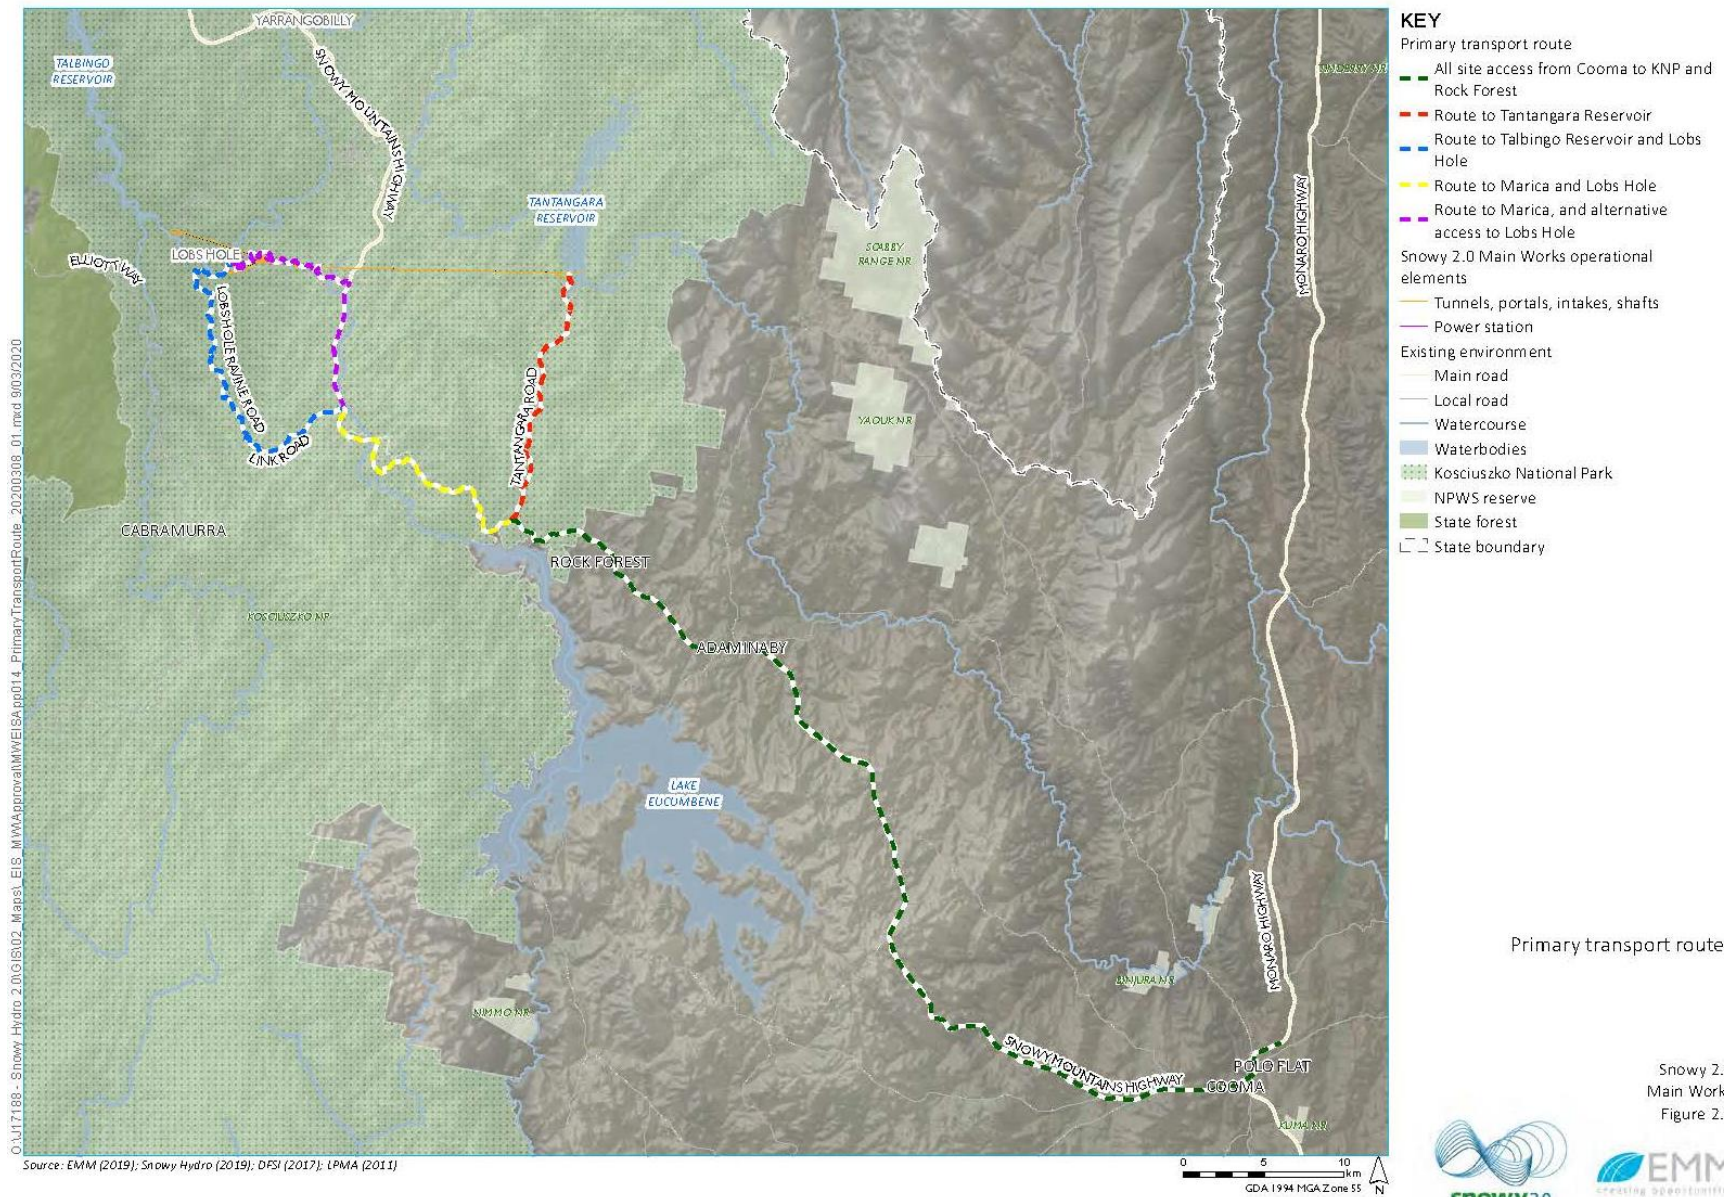 YARRANGOBILLY
TALBINGO
RESERVOIR
SNOWY MOUNTAINS HIGHWAY
TANTANGARA
RESERVOIR
LOBS HOLE
ELLIOTT WAY
LOBS HOLE RAVINE ROAD
LINK ROAD
TANTANGARA ROAD
SCABBY
RANGE NR
YAOUK NR
MONARO HIGHWAY
CABRAMURRA
ROCK FOREST
KOSCIUSZKO NP
ADAMINABY
LAKE
EUCUMBENE
MONARO HIGHWAY
BINJURA NR
NIMMO NR
SNOWY MOUNTAINS HIGHWAY
POLO FLAT
COOMA
KUMA NR
KEY
Primary transport route
All site access from Cooma to KNP and
Rock Forest
Route to Tantangara Reservoir
Route to Talbingo Reservoir and Lobs
Hole
Route to Marica and Lobs Hole
Route to Marica, and alternative
access to Lobs Hole
Snowy 2.0 Main Works operational
elements
Tunnels, portals, intakes, shafts
Power station
Existing environment
Main road
Local road
Watercourse
Waterbodies
Kosciuszko National Park
NPWS reserve
State forest
State boundary
Primary transport route
Snowy 2.
Main Work
Figure 2.
snowy2.0
EMM
creating opportuniti
0 5 10
km
GDA 1994 MGA Zone 55
N
Source: EMM (2019); Snowy Hydro (2019); DFSI (2017); LPMA (2011)